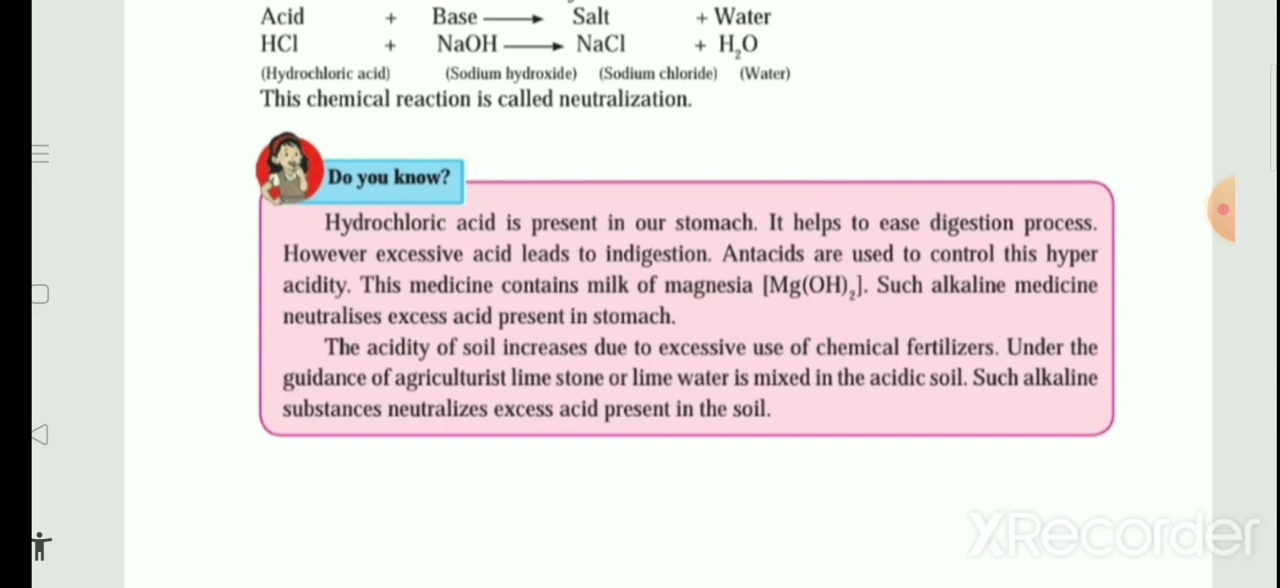 Acid + Base ⟶ Salt + Water
HCl + NaOH ⟶ NaCl + H₂O
(Hydrochloric acid) (Sodium hydroxide) (Sodium chloride) (Water)
This chemical reaction is called neutralization.
Do you know?
Hydrochloric acid is present in our stomach. It helps to ease digestion process.
However excessive acid leads to indigestion. Antacids are used to control this hyper
acidity. This medicine contains milk of magnesia [Mg(OH)₂]. Such alkaline medicine
neutralises excess acid present in stomach.
The acidity of soil increases due to excessive use of chemical fertilizers. Under the
guidance of agriculturist lime stone or lime water is mixed in the acidic soil. Such alkaline
substances neutralizes excess acid present in the soil.
XRecorder